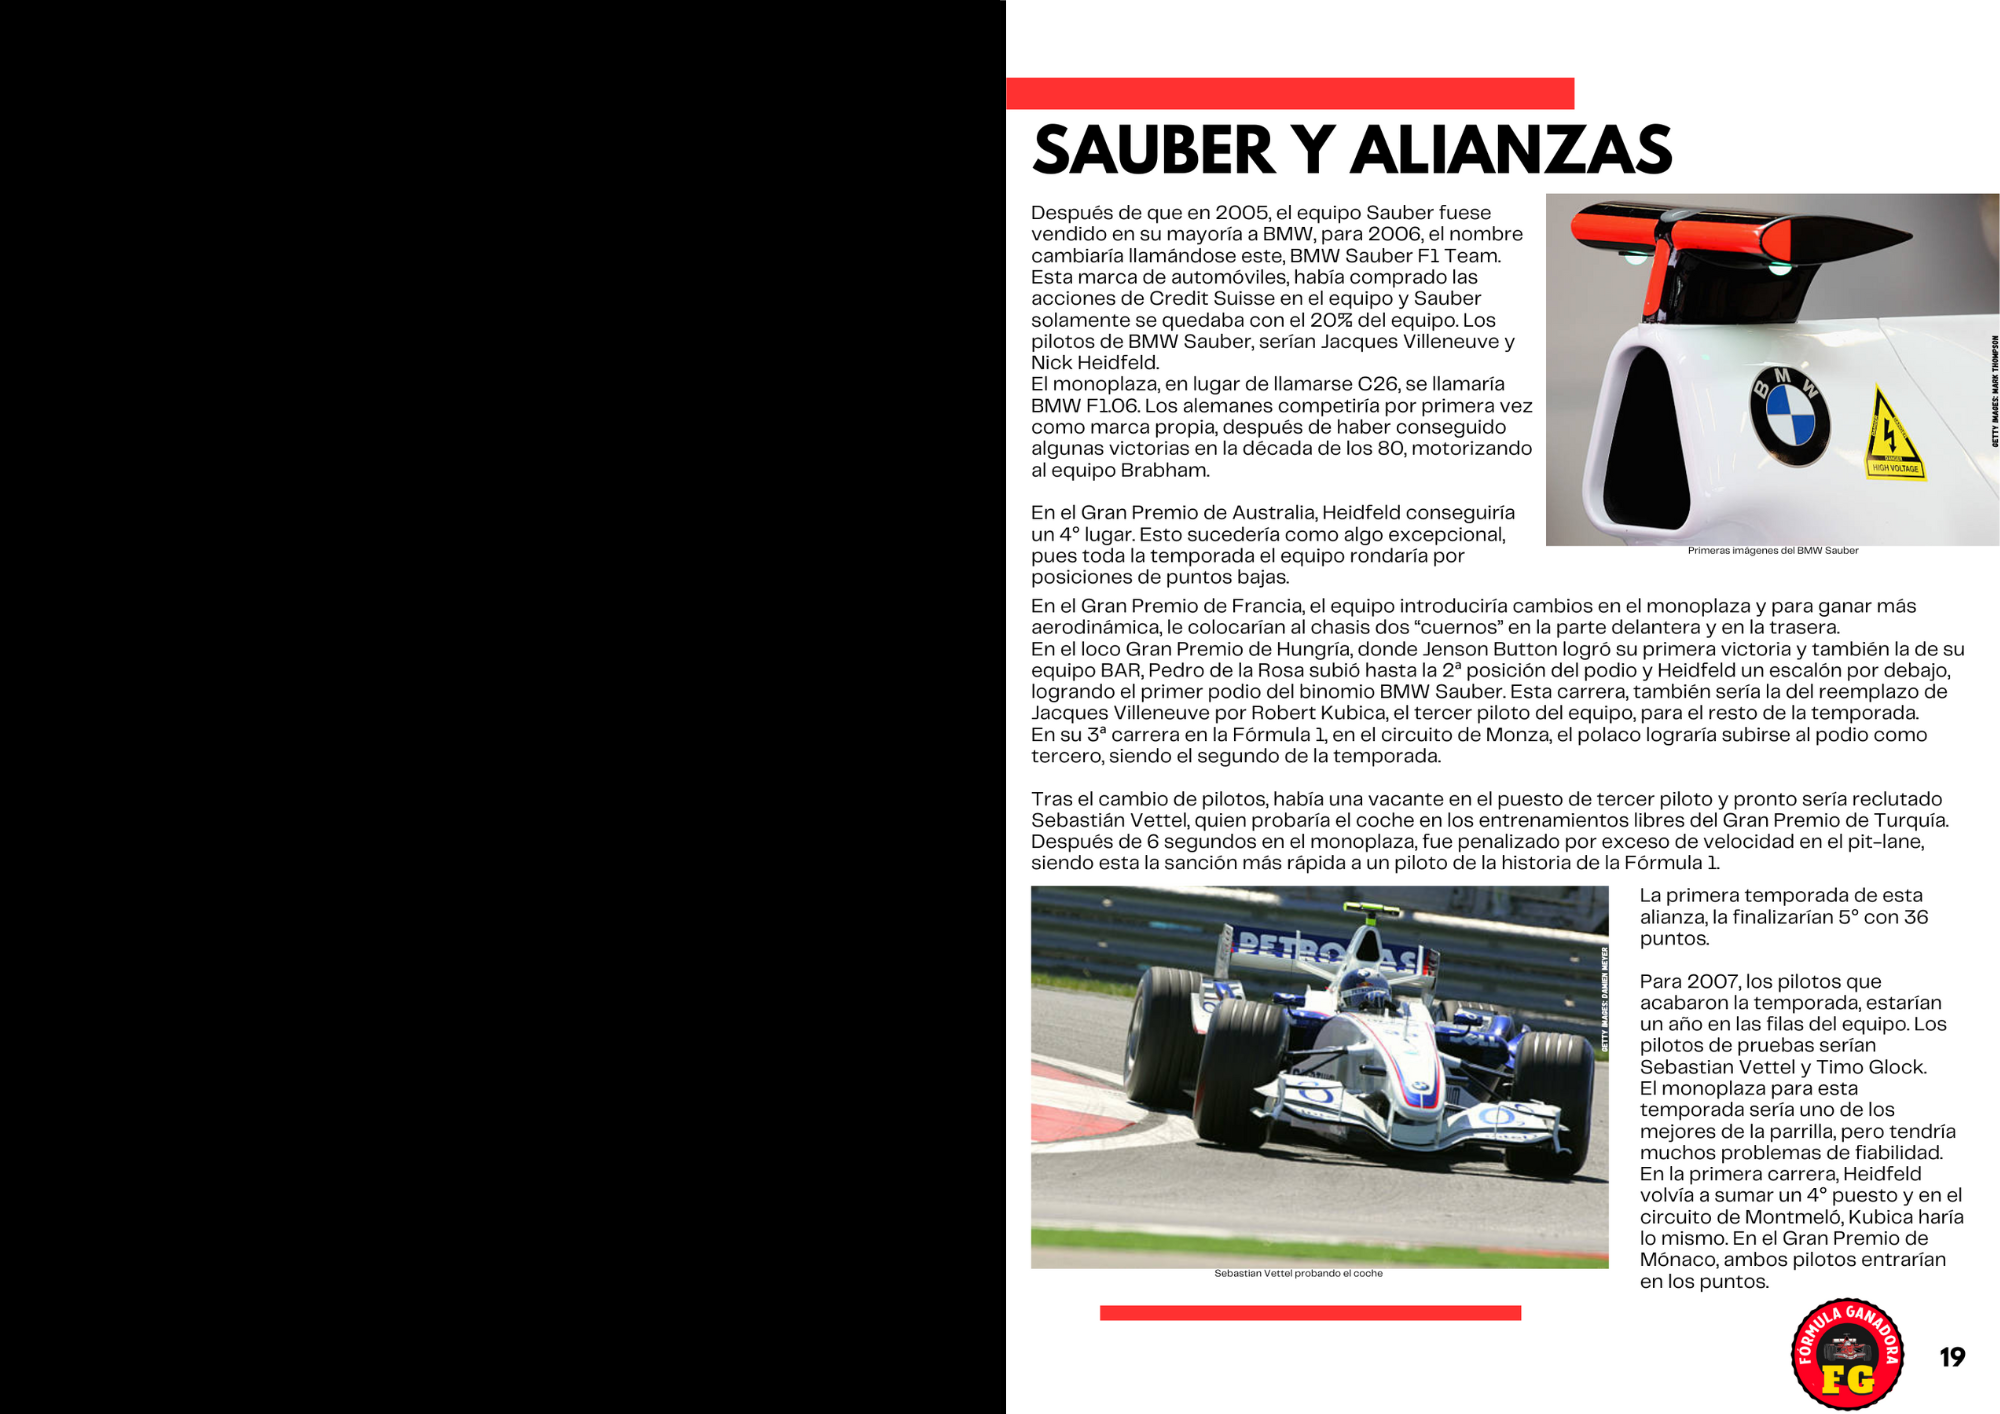 SAUBER Y ALIANZAS
Después de que en 2005, el equipo Sauber fuese
vendido en su mayoría a BMW, para 2006, el nombre
cambiaría llamándose este, BMW Sauber F1 Team.
Esta marca de automóviles, había comprado las
acciones de Credit Suisse en el equipo y Sauber
solamente se quedaba con el 20% del equipo. Los
pilotos de BMW Sauber, serían Jacques Villeneuve y
Nick Heidfeld.
El monoplaza, en lugar de llamarse C26, se llamaría
BMW F1.06. Los alemanes competiría por primera vez
como marca propia, después de haber conseguido
algunas victorias en la década de los 80, motorizando
al equipo Brabham.
En el Gran Premio de Australia, Heidfeld conseguiría
un 4° lugar. Esto sucedería como algo excepcional,
pues toda la temporada el equipo rondaría por
posiciones de puntos bajas.
BMW
DANGER
HIGH VOLTAGE
GETTY IMAGES: MARK THOMPSON
Primeras imágenes del BMW Sauber
En el Gran Premio de Francia, el equipo introduciría cambios en el monoplaza y para ganar más
aerodinámica, le colocarían al chasis dos “cuernos” en la parte delantera y en la trasera.
En el loco Gran Premio de Hungría, donde Jenson Button logró su primera victoria y también la de su
equipo BAR, Pedro de la Rosa subió hasta la 2ª posición del podio y Heidfeld un escalón por debajo,
logrando el primer podio del binomio BMW Sauber. Esta carrera, también sería la del reemplazo de
Jacques Villeneuve por Robert Kubica, el tercer piloto del equipo, para el resto de la temporada.
En su 3ª carrera en la Fórmula 1, en el circuito de Monza, el polaco lograría subirse al podio como
tercero, siendo el segundo de la temporada.
Tras el cambio de pilotos, había una vacante en el puesto de tercer piloto y pronto sería reclutado
Sebastián Vettel, quien probaría el coche en los entrenamientos libres del Gran Premio de Turquía.
Después de 6 segundos en el monoplaza, fue penalizado por exceso de velocidad en el pit-lane,
siendo esta la sanción más rápida a un piloto de la historia de la Fórmula 1.
PETRONAS
GETTY IMAGES: DAMIEN MEYER
Sebastian Vettel probando el coche
La primera temporada de esta
alianza, la finalizarían 5° con 36
puntos.
Para 2007, los pilotos que
acabaron la temporada, estarían
un año en las filas del equipo. Los
pilotos de pruebas serían
Sebastian Vettel y Timo Glock.
El monoplaza para esta
temporada sería uno de los
mejores de la parrilla, pero tendría
muchos problemas de fiabilidad.
En la primera carrera, Heidfeld
volvía a sumar un 4° puesto y en el
circuito de Montmeló, Kubica haría
lo mismo. En el Gran Premio de
Mónaco, ambos pilotos entrarían
en los puntos.
FÓRMULA GANADORA
FG
19